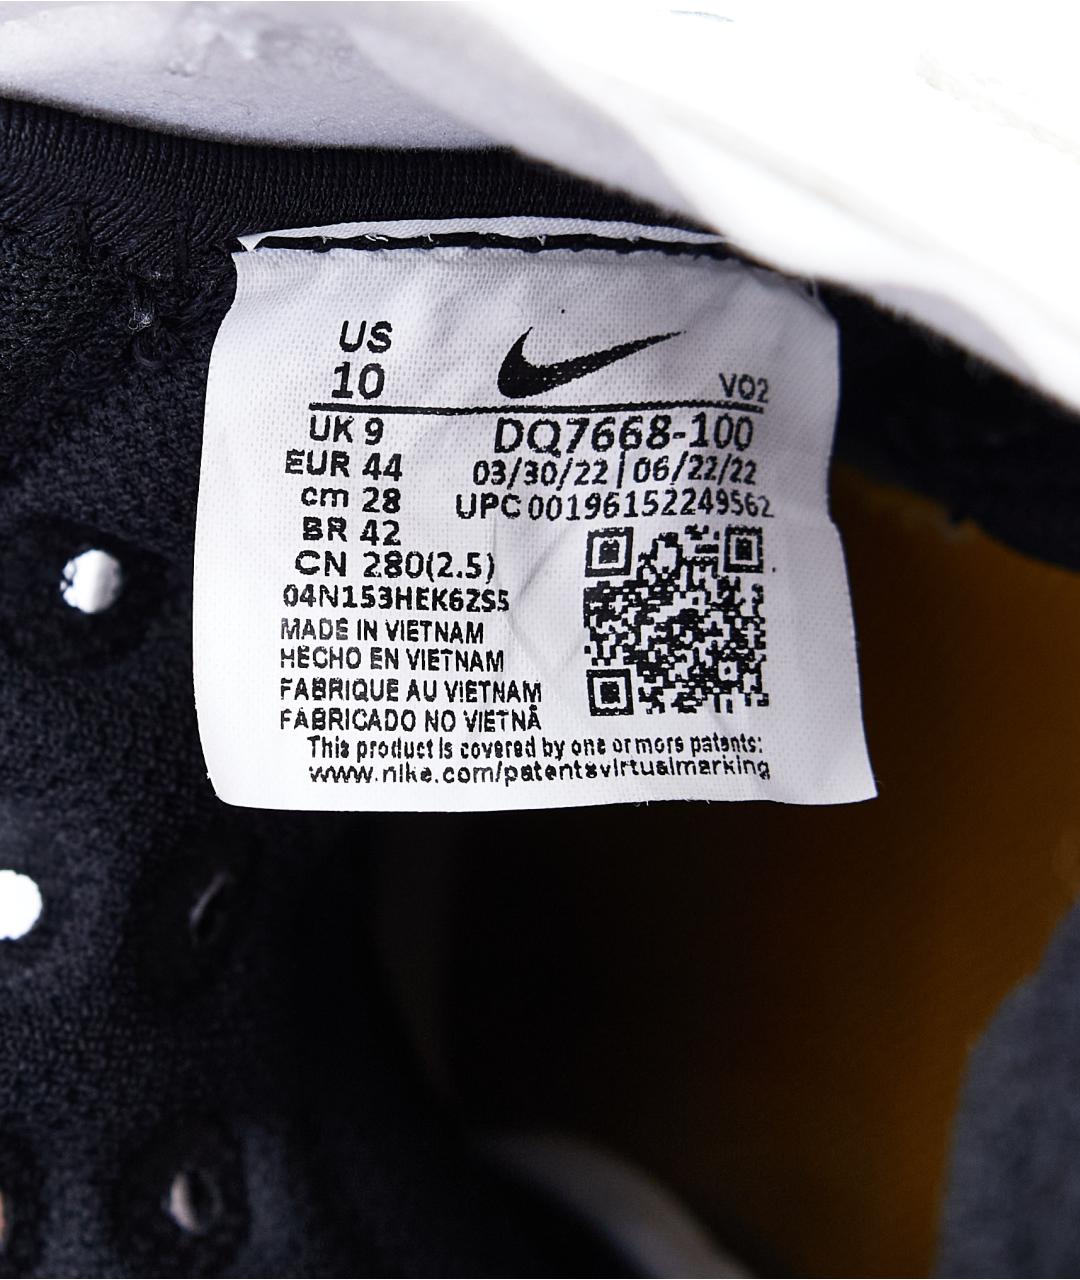 US
10
VO2
UK 9
DQ7668-100
EUR 44
03/30/22 | 06/22/22
cm 28
UPC 00196152249562
BR 42
CN 280(2.5)
04N153HEK6ZS5
MADE IN VIETNAM
HECHO EN VIETNAM
FABRIQUE AU VIETNAM
FABRICADO NO VIETNÃ
This product is covered by one or more patents:
www.nike.com/patentsvirtualmarking